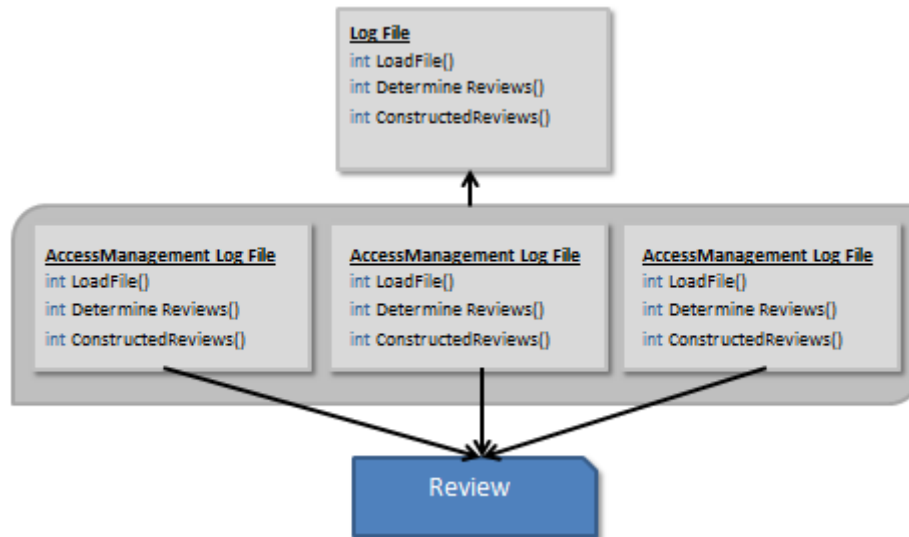 Log File
int LoadFile()
int Determine Reviews()
int ConstructedReviews()
AccessManagement Log File
int LoadFile()
int Determine Reviews()
int ConstructedReviews()
AccessManagement Log File
int LoadFile()
int Determine Reviews()
int ConstructedReviews()
AccessManagement Log File
int LoadFile()
int Determine Reviews()
int ConstructedReviews()
Review